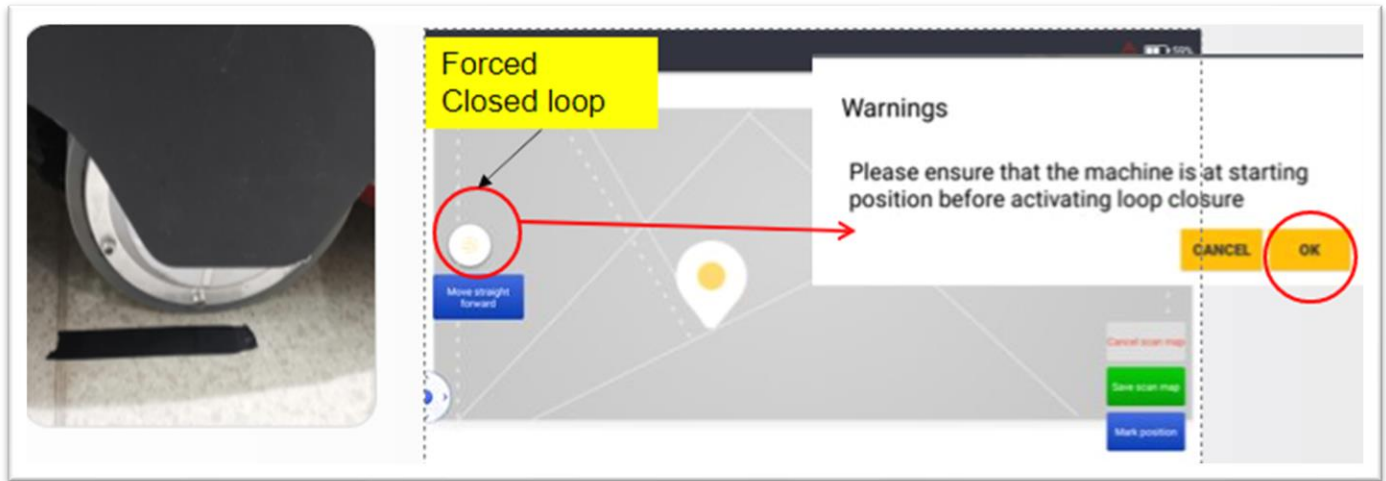 Forced
Closed loop
59%
Warnings
Please ensure that the machine is at starting
position before activating loop closure
CANCEL
OK
Move straight
forward
Cancel scan map
Save scan map
Mark position